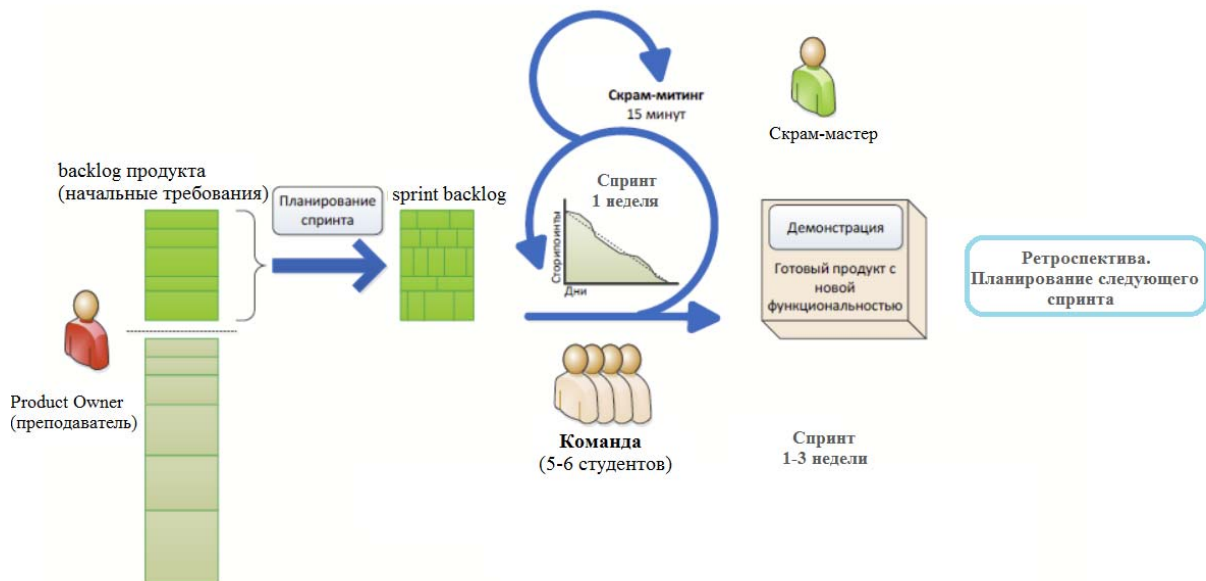 backlog продукта
(начальные требования)
Product Owner
(преподаватель)
Планирование
спринта
sprint backlog
Скрам-митинг
15 минут
Спринт
1 неделя
Сторипоинты
Дни
Команда
(5-6 студентов)
Скрам-мастер
Демонстрация
Готовый продукт с
новой
функциональностью
Спринт
1-3 недели
Ретроспектива.
Планирование следующего
спринта